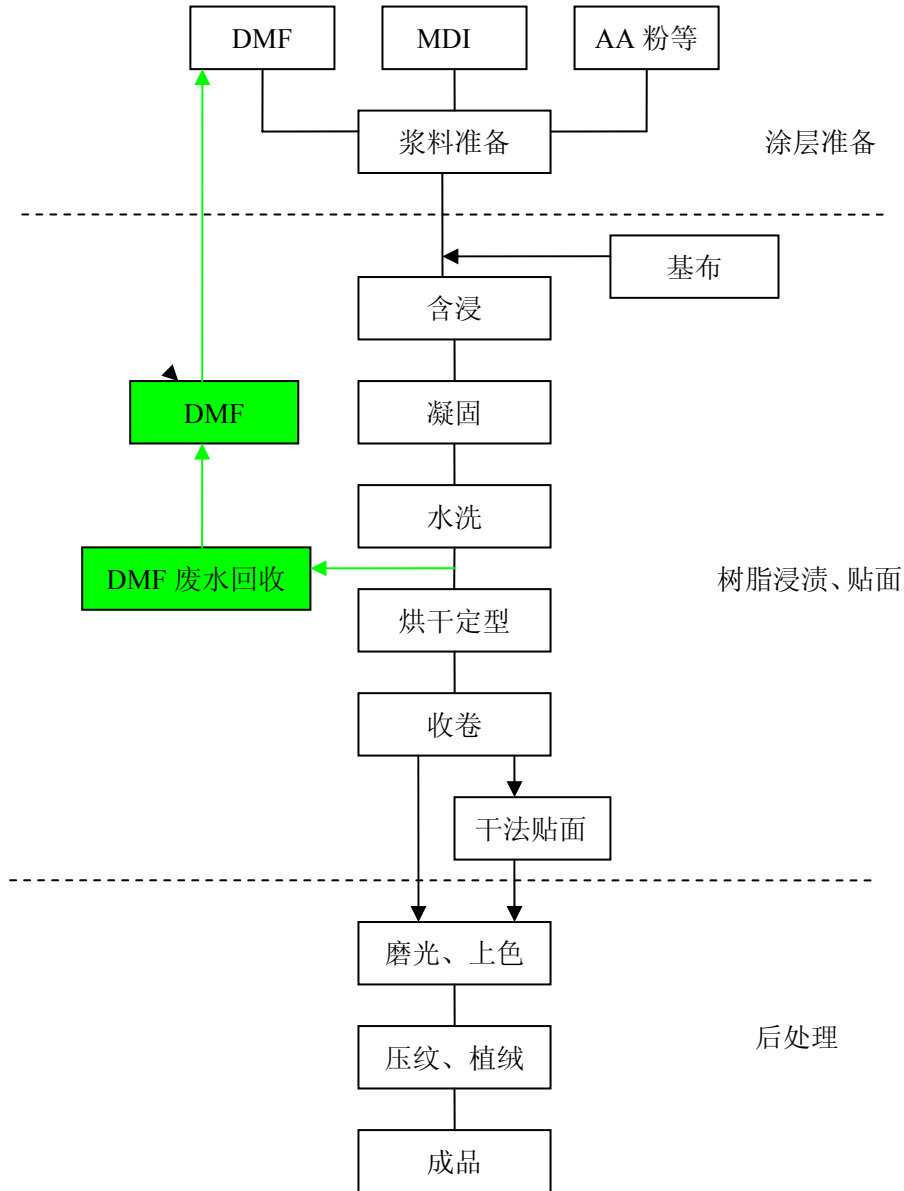 DMF
MDI
AA 粉等
浆料准备
涂层准备
基布
含浸
凝固
DMF
水洗
DMF 废水回收
树脂浸渍、贴面
烘干定型
收卷
干法贴面
磨光、上色
后处理
压纹、植绒
成品